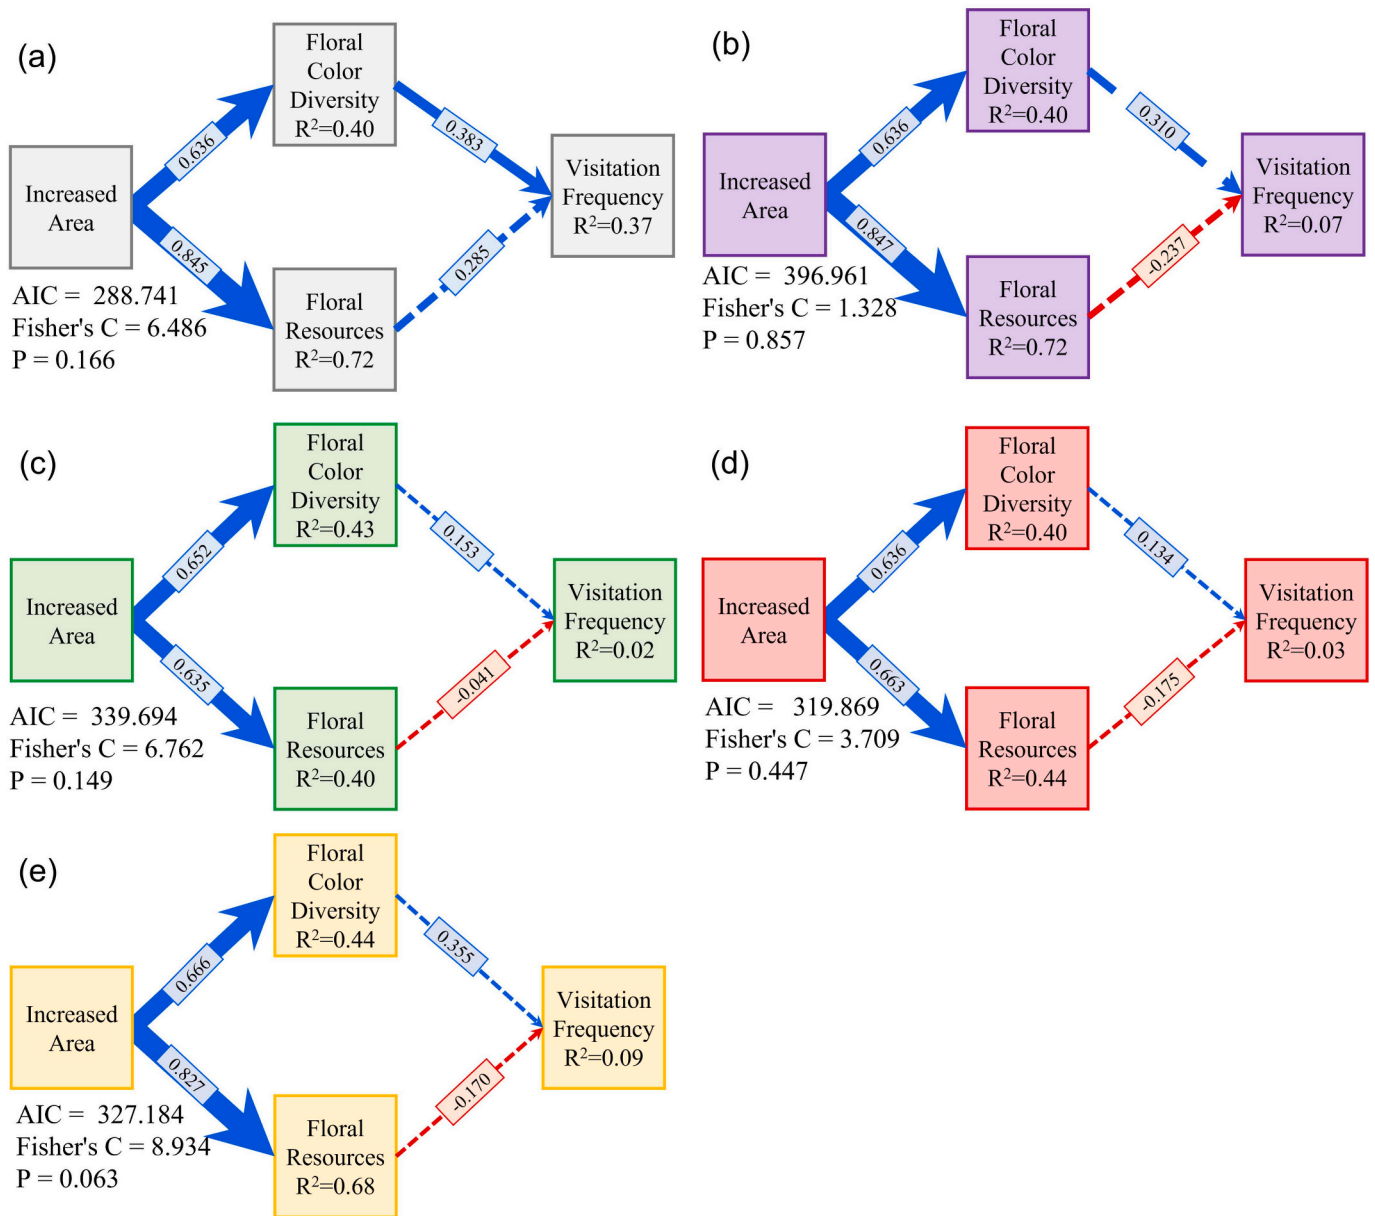 (a)
Floral
Color
Diversity
R²=0.40
0.636
0.383
Increased
Area
Visitation
Frequency
R²=0.37
0.845
0.285
Floral
Resources
R²=0.72
AIC = 288.741
Fisher's C = 6.486
P = 0.166
(b)
Floral
Color
Diversity
R²=0.40
0.636
0.310
Increased
Area
Visitation
Frequency
R²=0.07
0.847
-0.237
Floral
Resources
R²=0.72
AIC = 396.961
Fisher's C = 1.328
P = 0.857
(c)
Floral
Color
Diversity
R²=0.43
0.652
0.153
Increased
Area
Visitation
Frequency
R²=0.02
0.635
-0.041
Floral
Resources
R²=0.40
AIC = 339.694
Fisher's C = 6.762
P = 0.149
(d)
Floral
Color
Diversity
R²=0.40
0.636
0.134
Increased
Area
Visitation
Frequency
R²=0.03
0.663
-0.175
Floral
Resources
R²=0.44
AIC = 319.869
Fisher's C = 3.709
P = 0.447
(e)
Floral
Color
Diversity
R²=0.44
0.666
0.355
Increased
Area
Visitation
Frequency
R²=0.09
0.827
-0.170
Floral
Resources
R²=0.68
AIC = 327.184
Fisher's C = 8.934
P = 0.063